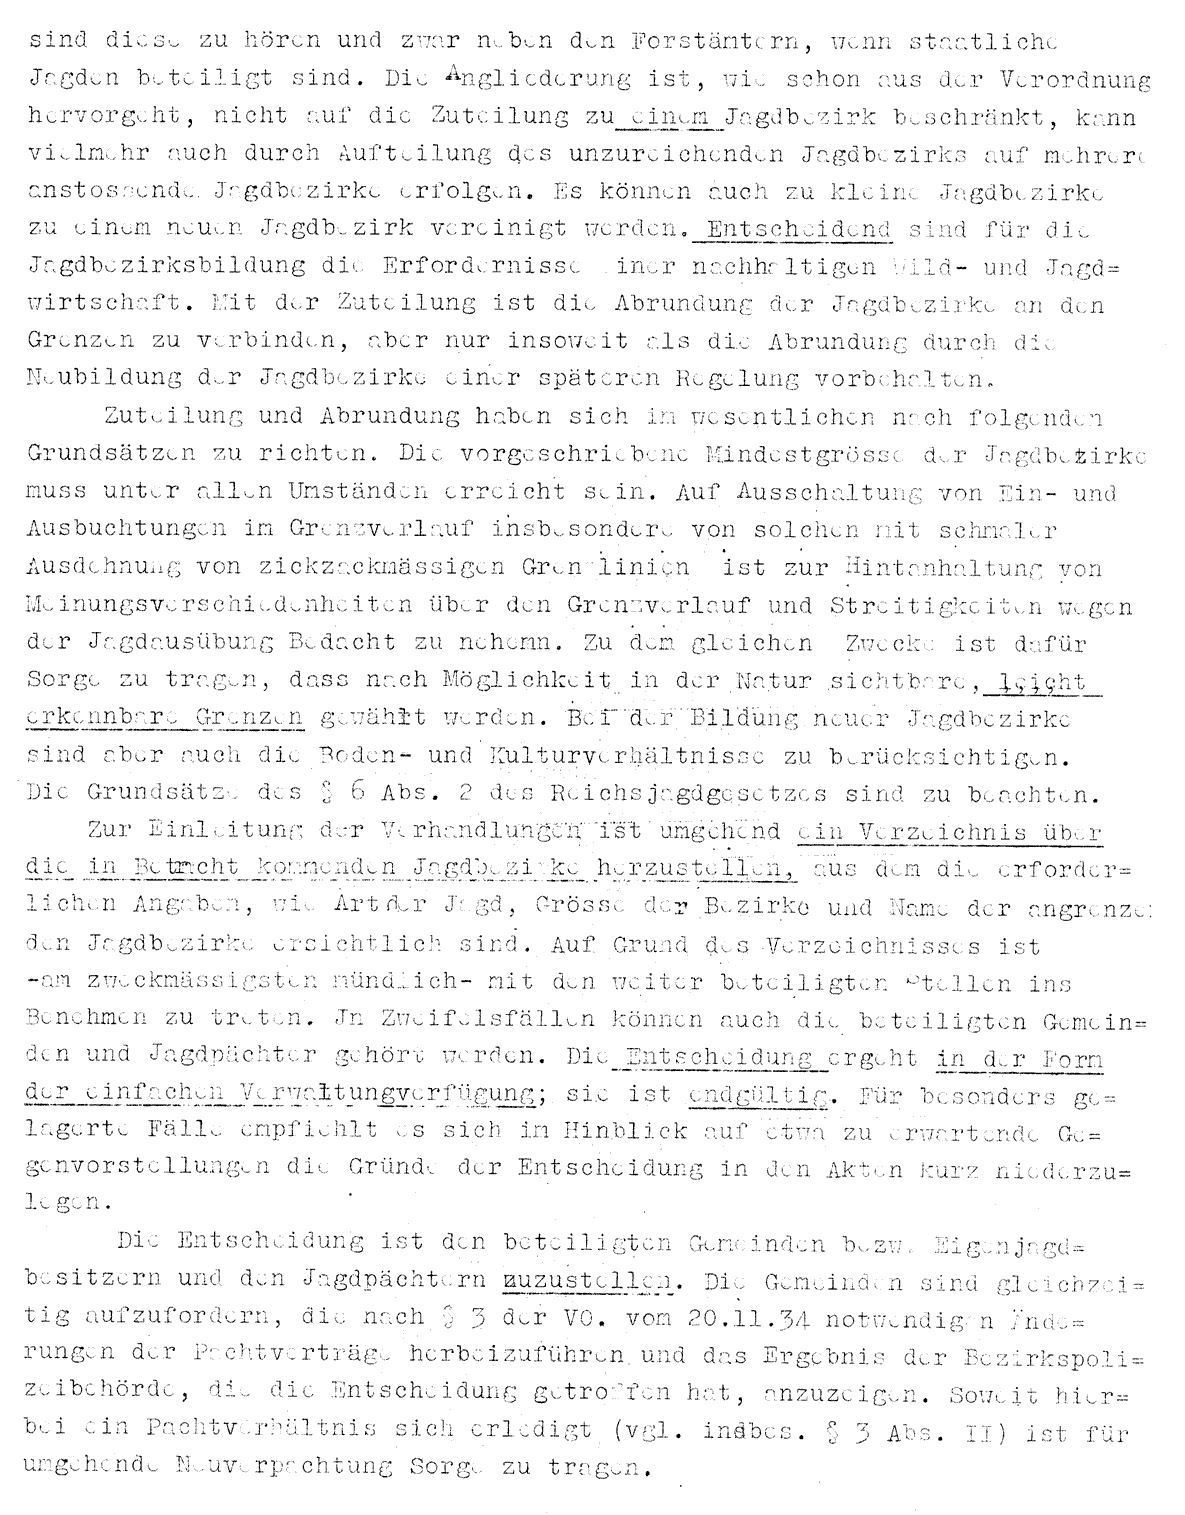 sind diese zu hören und zwar neben den Forstämtern, wenn staatliche
Jagden beteiligt sind. Die Angliederung ist, wie schon aus der Verordnung
hervorgeht, nicht auf die Zuteilung zu einem Jagdbezirk beschränkt, kann
vielmehr auch durch Aufteilung des unzureichenden Jagdbezirks auf mehrere
anstossende Jagdbezirke erfolgen. Es können auch zu kleine Jagdbezirke
zu einem neuen Jagdbezirk vereinigt werden. Entscheidend sind für die
Jagdbezirksbildung die Erfordernisse einer nachhaltigen Wild- und Jagd=
wirtschaft. Mit der Zuteilung ist die Abrundung der Jagdbezirke an den
Grenzen zu verbinden, aber nur insoweit als die Abrundung durch die
Neubildung der Jagdbezirke einer späteren Regelung vorbehalten.
Zuteilung und Abrundung haben sich im wesentlichen nach folgenden
Grundsätzen zu richten. Die vorgeschriebene Mindestgrösse der Jagdbezirke
muss unter allen Umständen erreicht sein. Auf Ausschaltung von Ein- und
Ausbuchtungen im Grenzverlauf insbesondere von solchen mit schmaler
Ausdehnung von zickzackmässigen Grenzlinien ist zur Hintanhaltung von
Meinungsverschiedenheiten über den Grenzverlauf und Streitigkeiten wegen
der Jagdausübung Bedacht zu nehemn. Zu dem gleichen Zwecke ist dafür
Sorge zu tragen, dass nach Möglichkeit in der Natur sichtbare, leicht
erkennbare Grenzen gewählt werden. Bei der Bildung neuer Jagdbezirke
sind aber auch die Boden- und Kulturverhältnisse zu berücksichtigen.
Die Grundsätze des § 6 Abs. 2 des Reichsjagdgesetzes sind zu beachten.
Zur Einleitung der Verhandlungen ist umgehend ein Verzeichnis über
die in Betracht kommenden Jagdbezirke herzustellen, aus dem die erforder=
lichen Angaben, wie Art der Jagd, Grösse der Bezirke und Name der angrenze
den Jagdbezirke ersichtlich sind. Auf Grund des Verzeichnisses ist
-am zweckmässigsten mündlich- mit den weiter beteiligten Stellen ins
Benehmen zu treten. Jn Zweifelsfällen können auch die beteiligten Gemein=
den und Jagdpächter gehört werden. Die Entscheidung ergeht in der Form
der einfachen Verwaltungverfügung; sie ist endgültig. Für besonders ge=
lagerte Fälle empfiehlt es sich in Hinblick auf etwa zu erwartende Ge=
genvorstellungen die Gründe der Entscheidung in den Akten kurz niederzu=
legen.
Die Entscheidung ist den beteiligten Gemeinden bezw. Eigenjagd=
besitzern und den Jagdpächtern zuzustellen. Die Gemeinden sind gleichzei=
tig aufzufordern, die nach § 3 der VO. vom 20.11.34 notwendigen Ände=
rungen der Pachtverträge herbeizuführen und das Ergebnis der Bezirkspoli=
zeibehörde, die die Entscheidung getroffen hat, anzuzeigen. Soweit hier=
bei ein Pachtverhältnis sich erledigt (vgl. indbes. § 3 Abs. II) ist für
umgehende Neuverpachtung Sorge zu tragen.